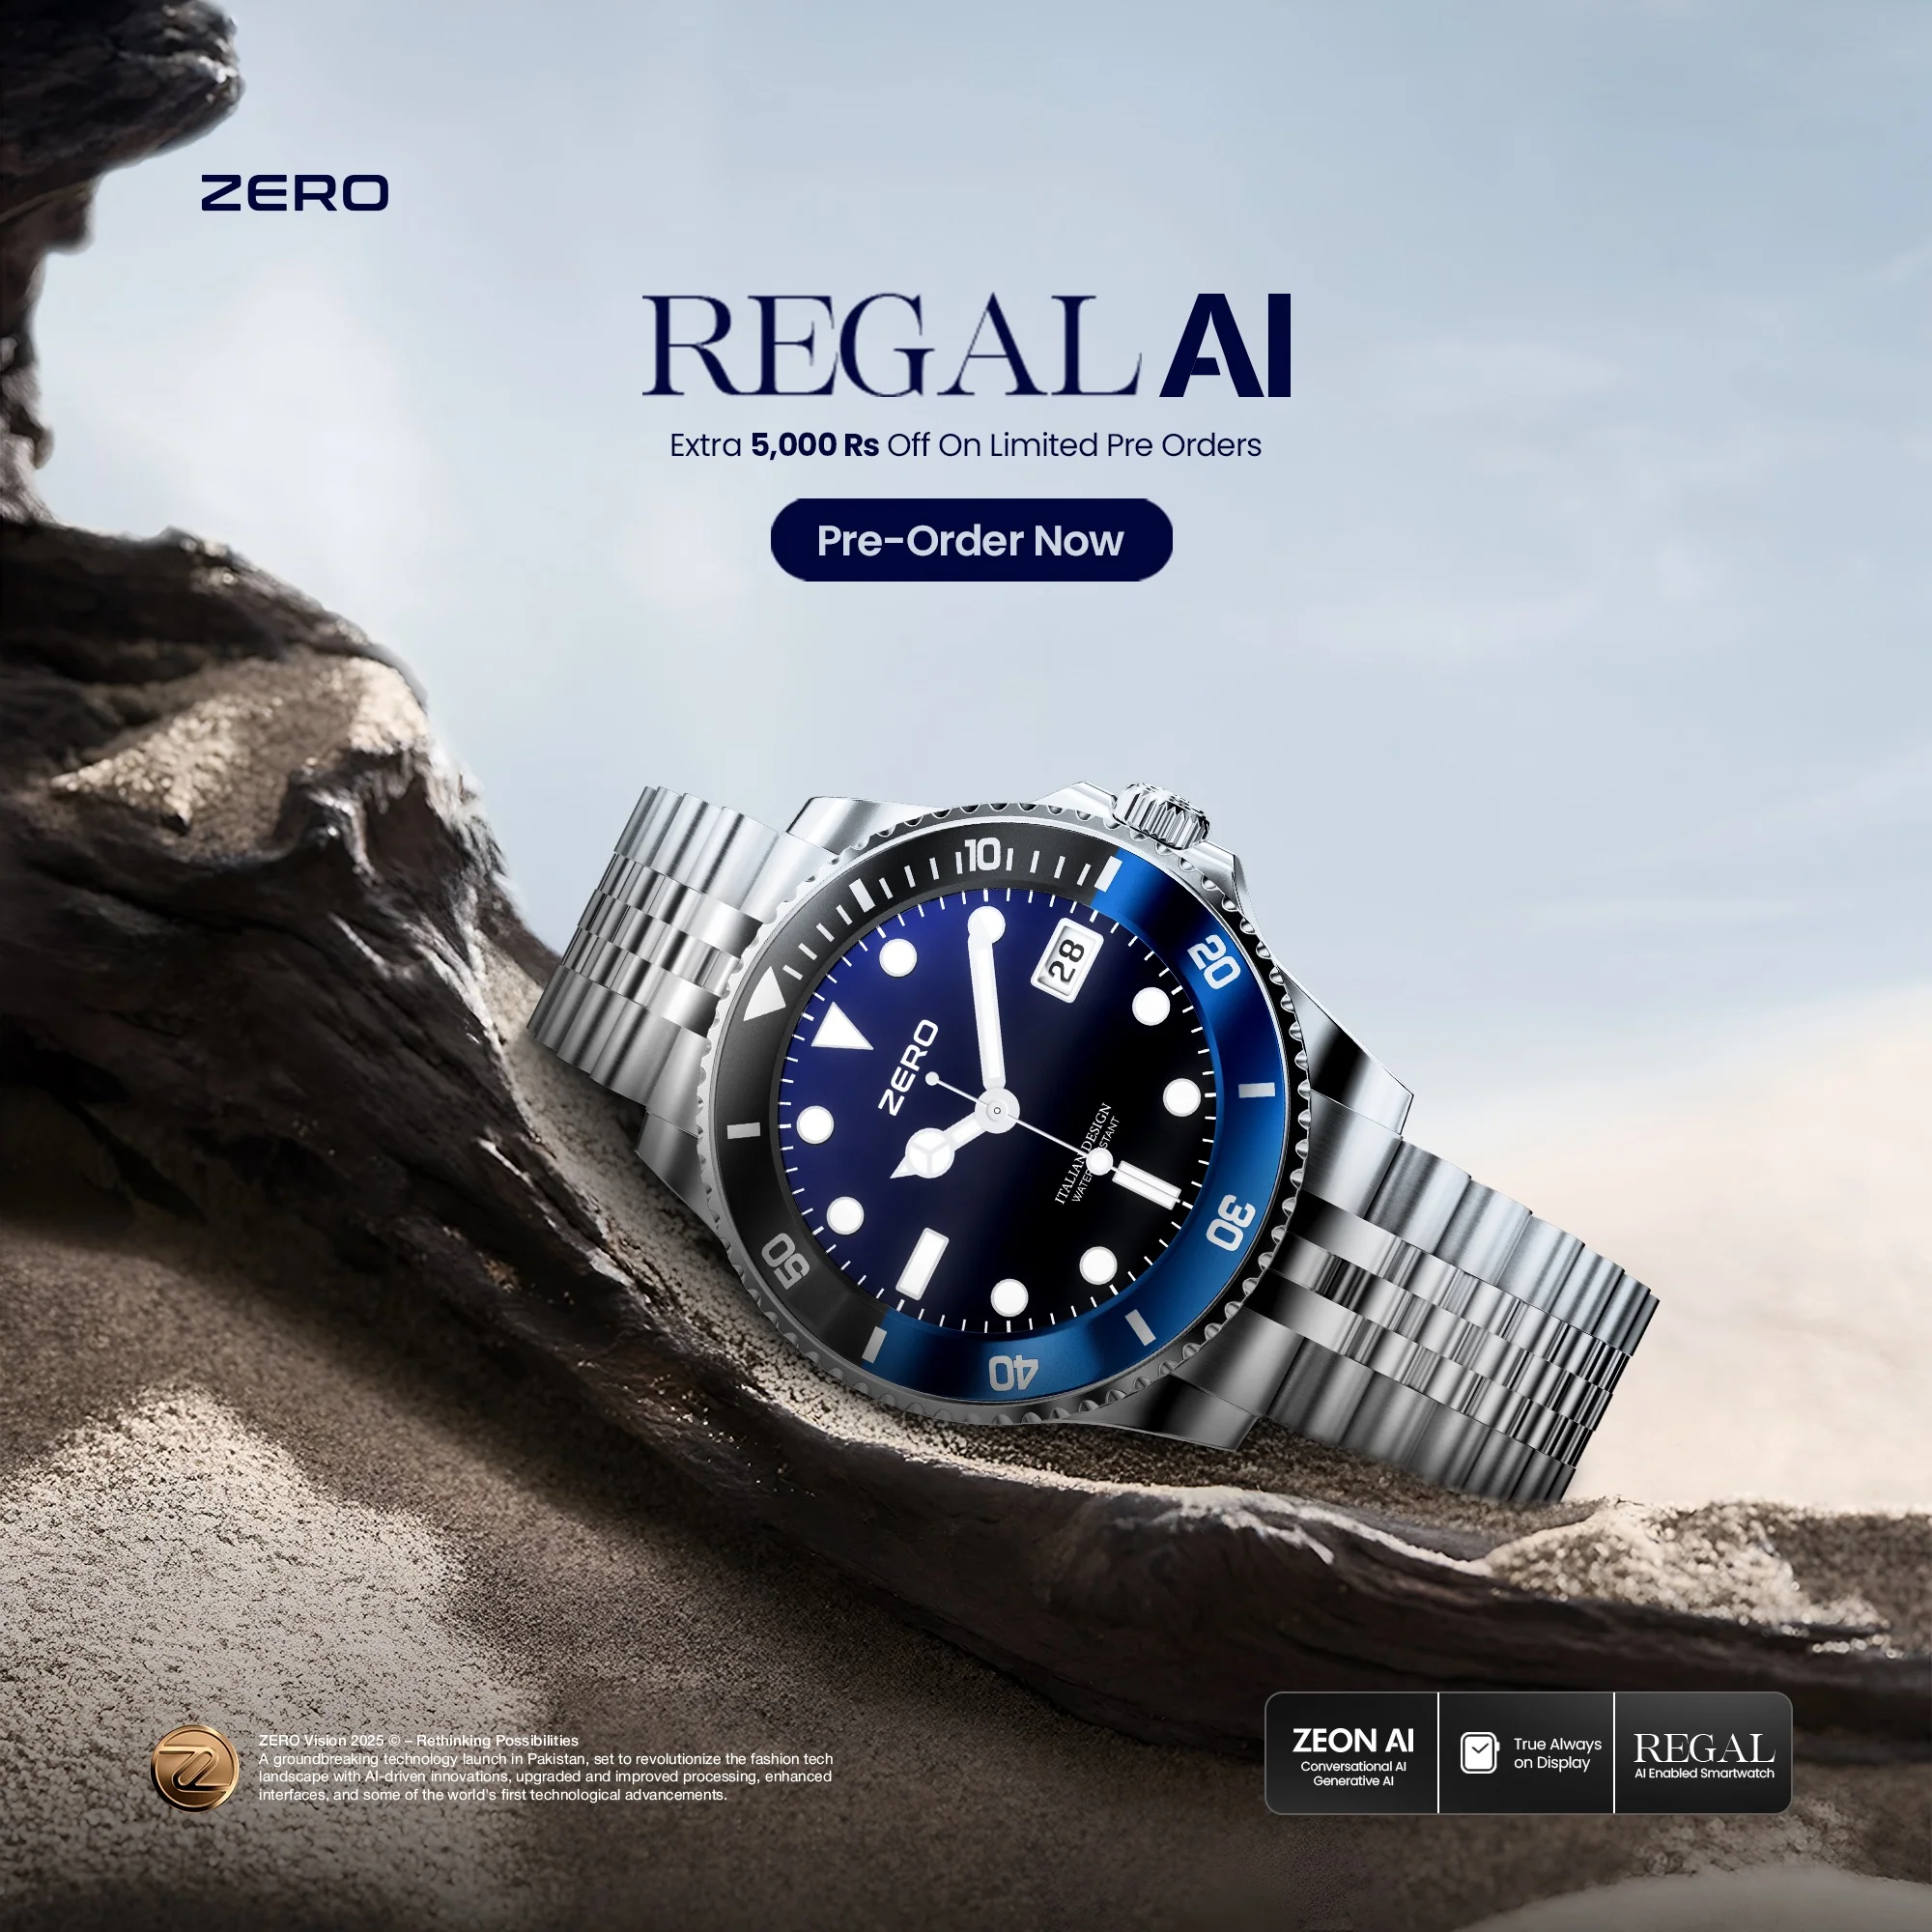 ZERO
REGAL AI
Extra 5,000 Rs Off On Limited Pre Orders
Pre-Order Now
10
20
28
ZERO
ITALIAN DESIGN
30
40
50
ZERO Vision 2025 © – Rethinking Possibilities
A groundbreaking technology launch in Pakistan, set to revolutionize the fashion tech
landscape with AI-driven innovations, upgraded and improved processing, enhanced
interfaces, and some of the world's first technological advancements.
ZEON AI
Conversational AI
Generative AI
True Always
on Display
REGAL
AI Enabled Smartwatch